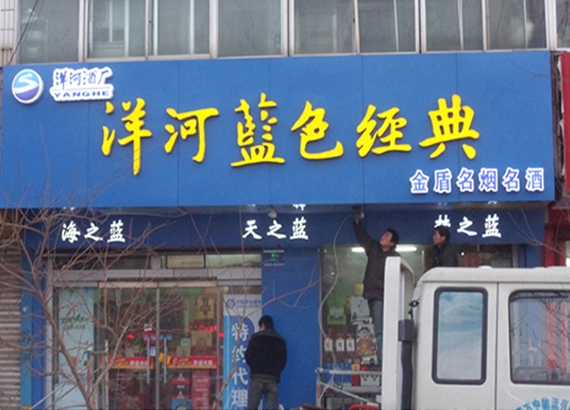 洋河酒厂
YANGHE
洋河藍色经典
金盾名烟名酒
海之蓝
天之蓝
梦之蓝
特约代理